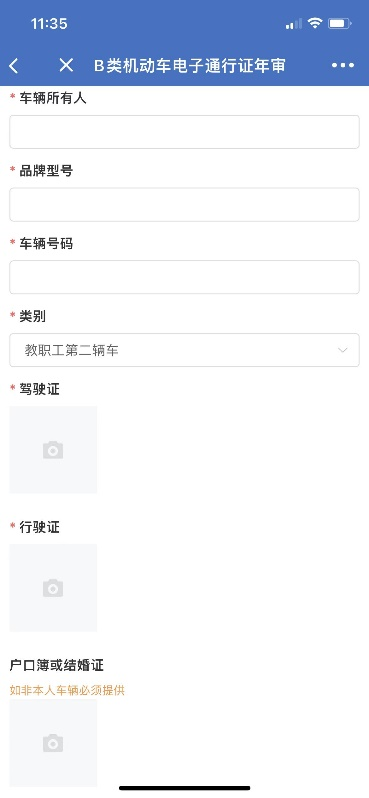 11:35
B类机动车电子通行证年审
* 车辆所有人
* 品牌型号
* 车辆号码
* 类别
教职工第二辆车
* 驾驶证
* 行驶证
户口簿或结婚证
如非本人车辆必须提供